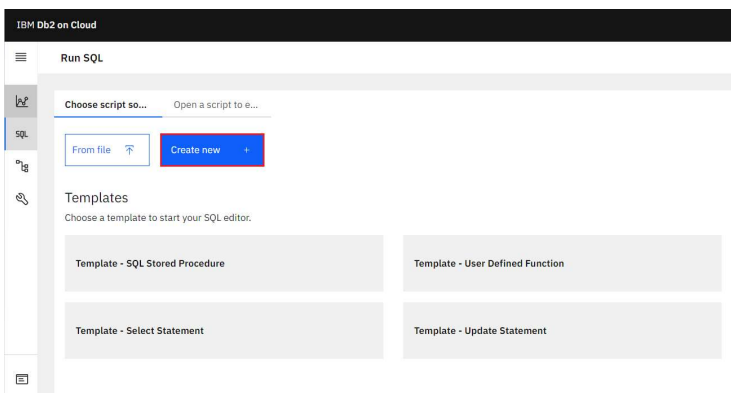 IBM Db2 on Cloud
Run SQL
Choose script so...
Open a script to e...
SQL
From file
Create new +
Templates
Choose a template to start your SQL editor.
Template - SQL Stored Procedure
Template - User Defined Function
Template - Select Statement
Template - Update Statement